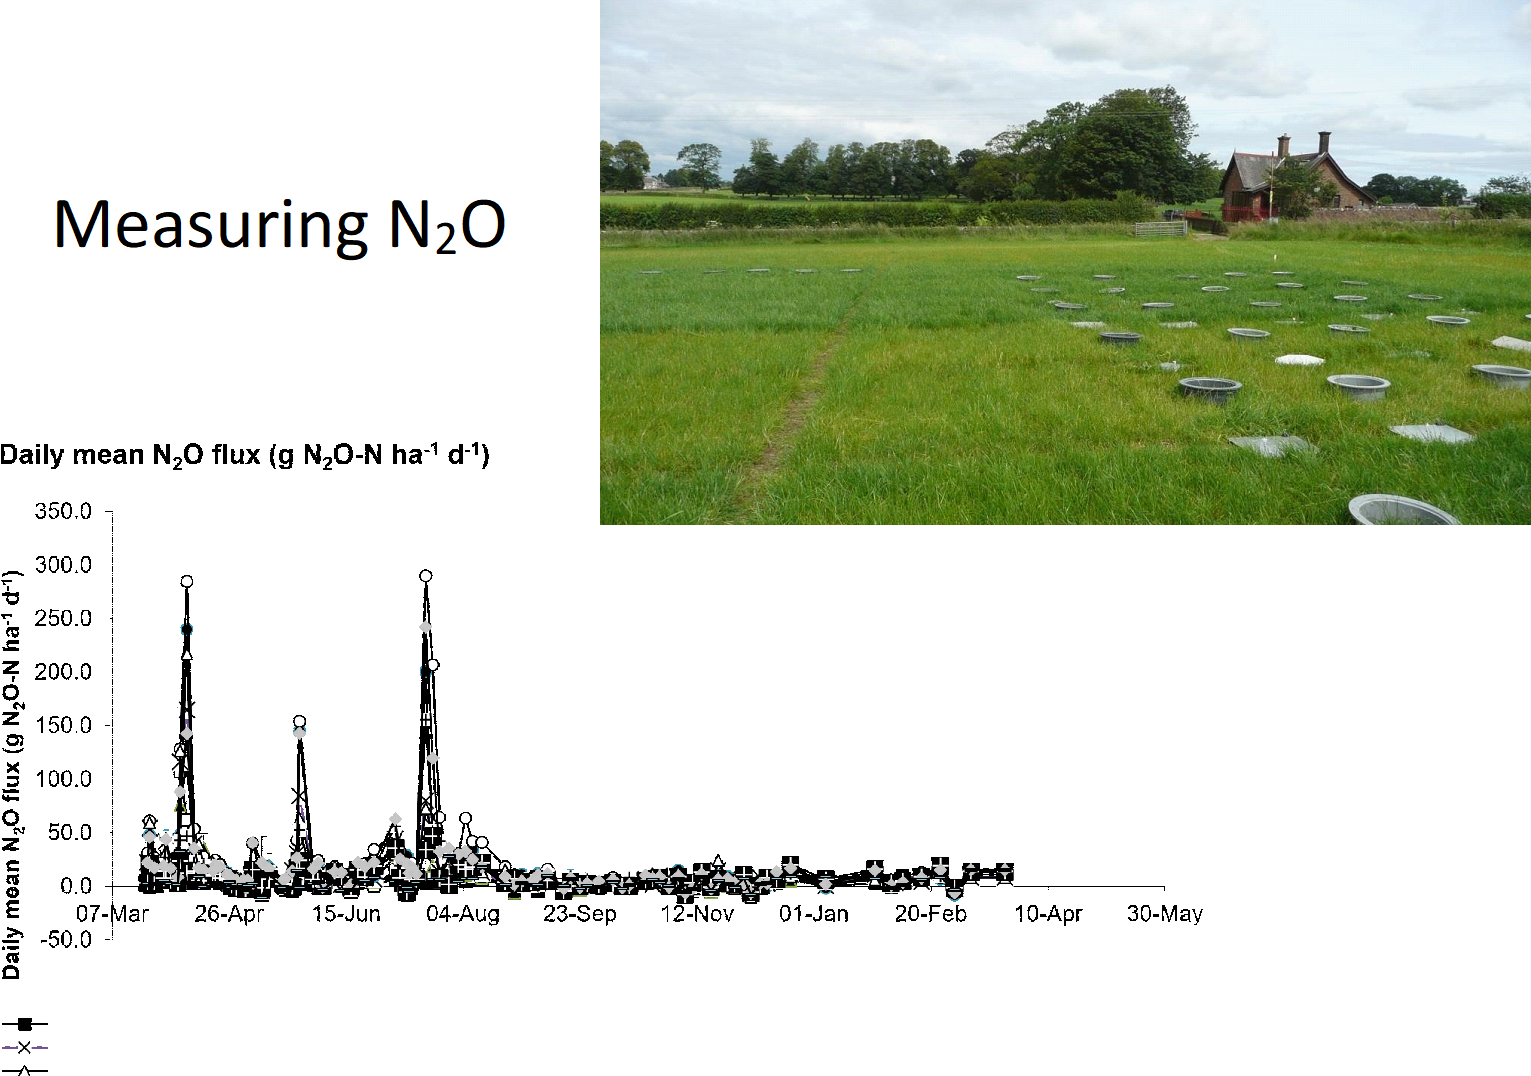 Measuring N₂O
Daily mean N₂O flux (g N₂O-N ha⁻¹ d⁻¹)
Daily mean N₂O flux (g N₂O-N ha⁻¹ d⁻¹)
350.0
300.0
250.0
200.0
150.0
100.0
50.0
0.0
-50.0
07-Mar 26-Apr 15-Jun 04-Aug 23-Sep 12-Nov 01-Jan 20-Feb 10-Apr 30-May